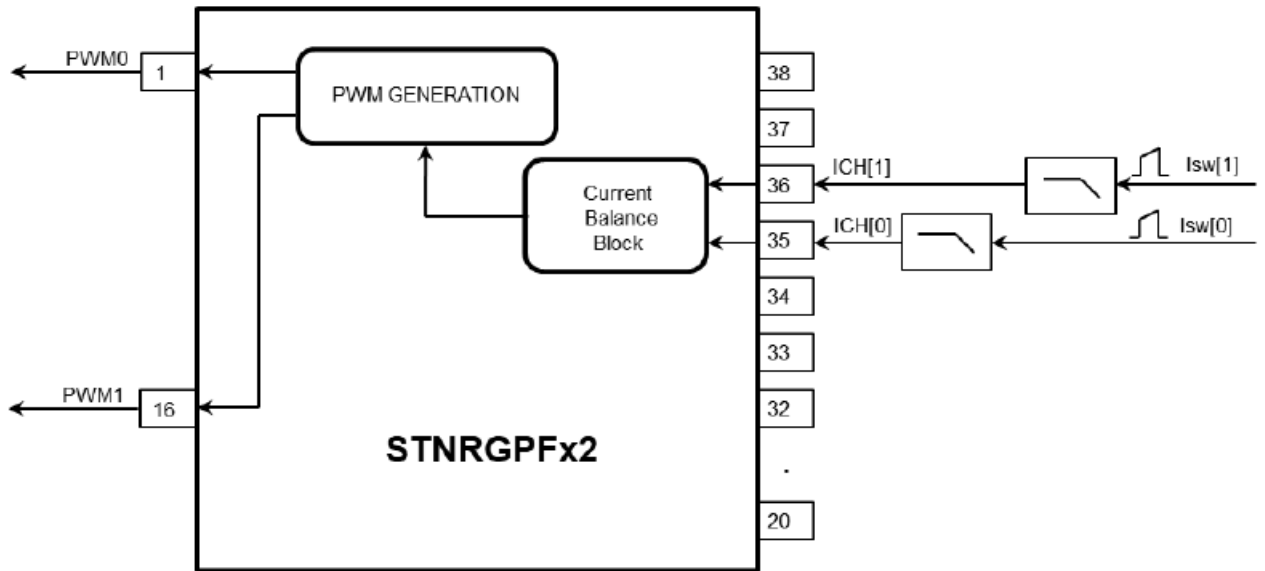 PWM0
1
PWM GENERATION
38
37
ICH[1]
Isw[1]
36
Current
Balance
Block
ICH[0]
Isw[0]
35
34
33
PWM1
16
32
STNRGPFx2
.
20